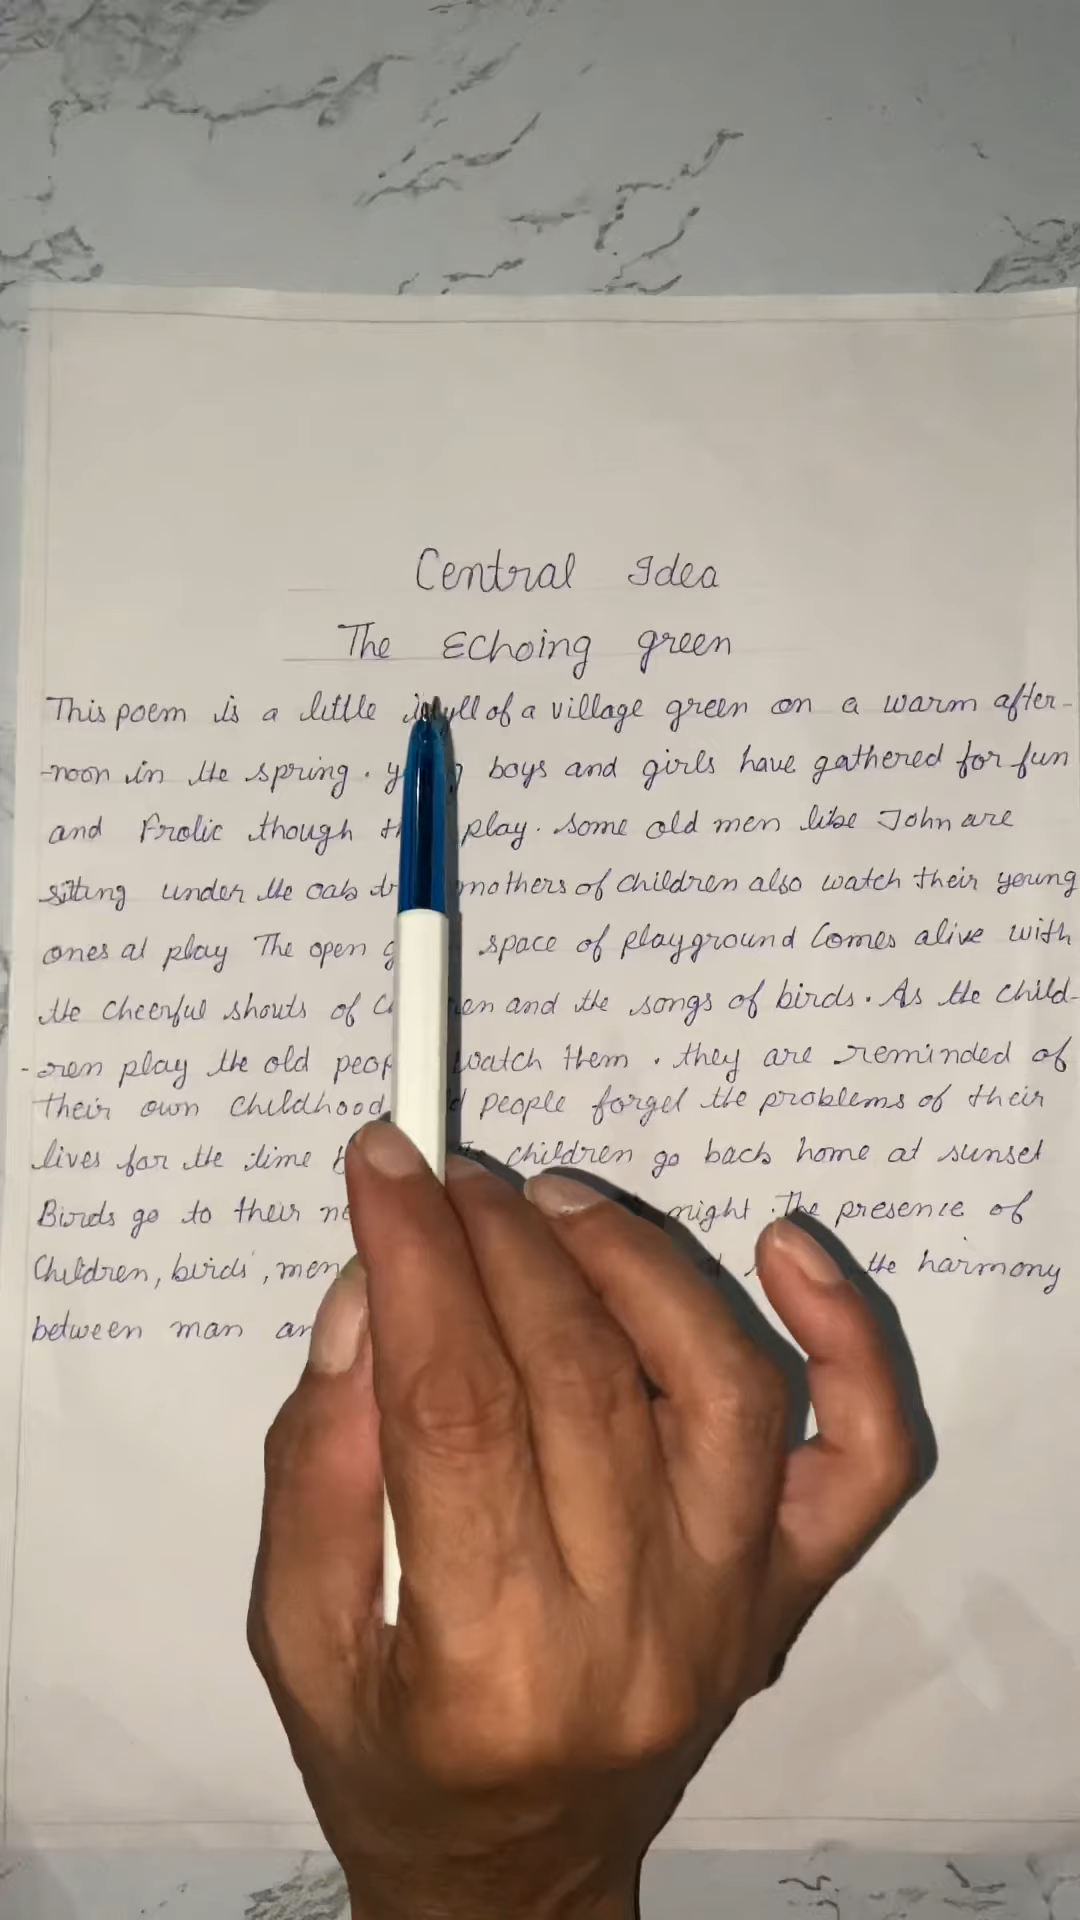 Central Idea
The Echoing green
This poem is a little idyll of a village green on a warm after-
-noon in the spring. boys and girls have gathered for fun
and Frolic though play. Some old men like John are
sitting under the oak mothers of children also watch their young
ones at play The open space of playground Comes alive with
the cheerful shouts of and the songs of birds. As the child-
-ren play the old watch them. they are reminded of
their own childhood people forget the problems of their
lives for the time children go back home at sunset
Birds go to their night. The presence of
Children, birds, men the harmony
between man